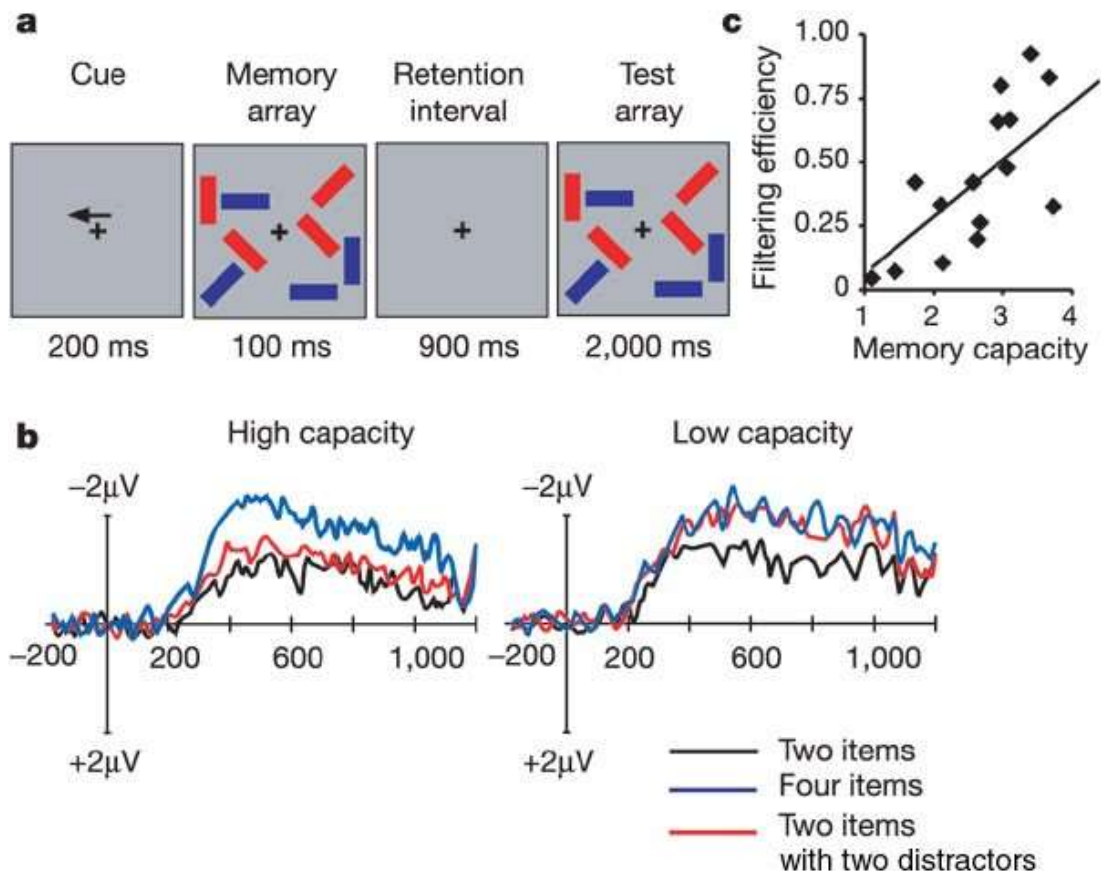 a
Cue
Memory
array
Retention
interval
Test
array
200 ms
100 ms
900 ms
2,000 ms
c
1.00
0.75
0.50
0.25
0
Filtering efficiency
1
2
3
4
Memory capacity
b
High capacity
−2μV
−200
200
600
1,000
+2μV
Low capacity
−2μV
−200
200
600
1,000
+2μV
Two items
Four items
Two items
with two distractors